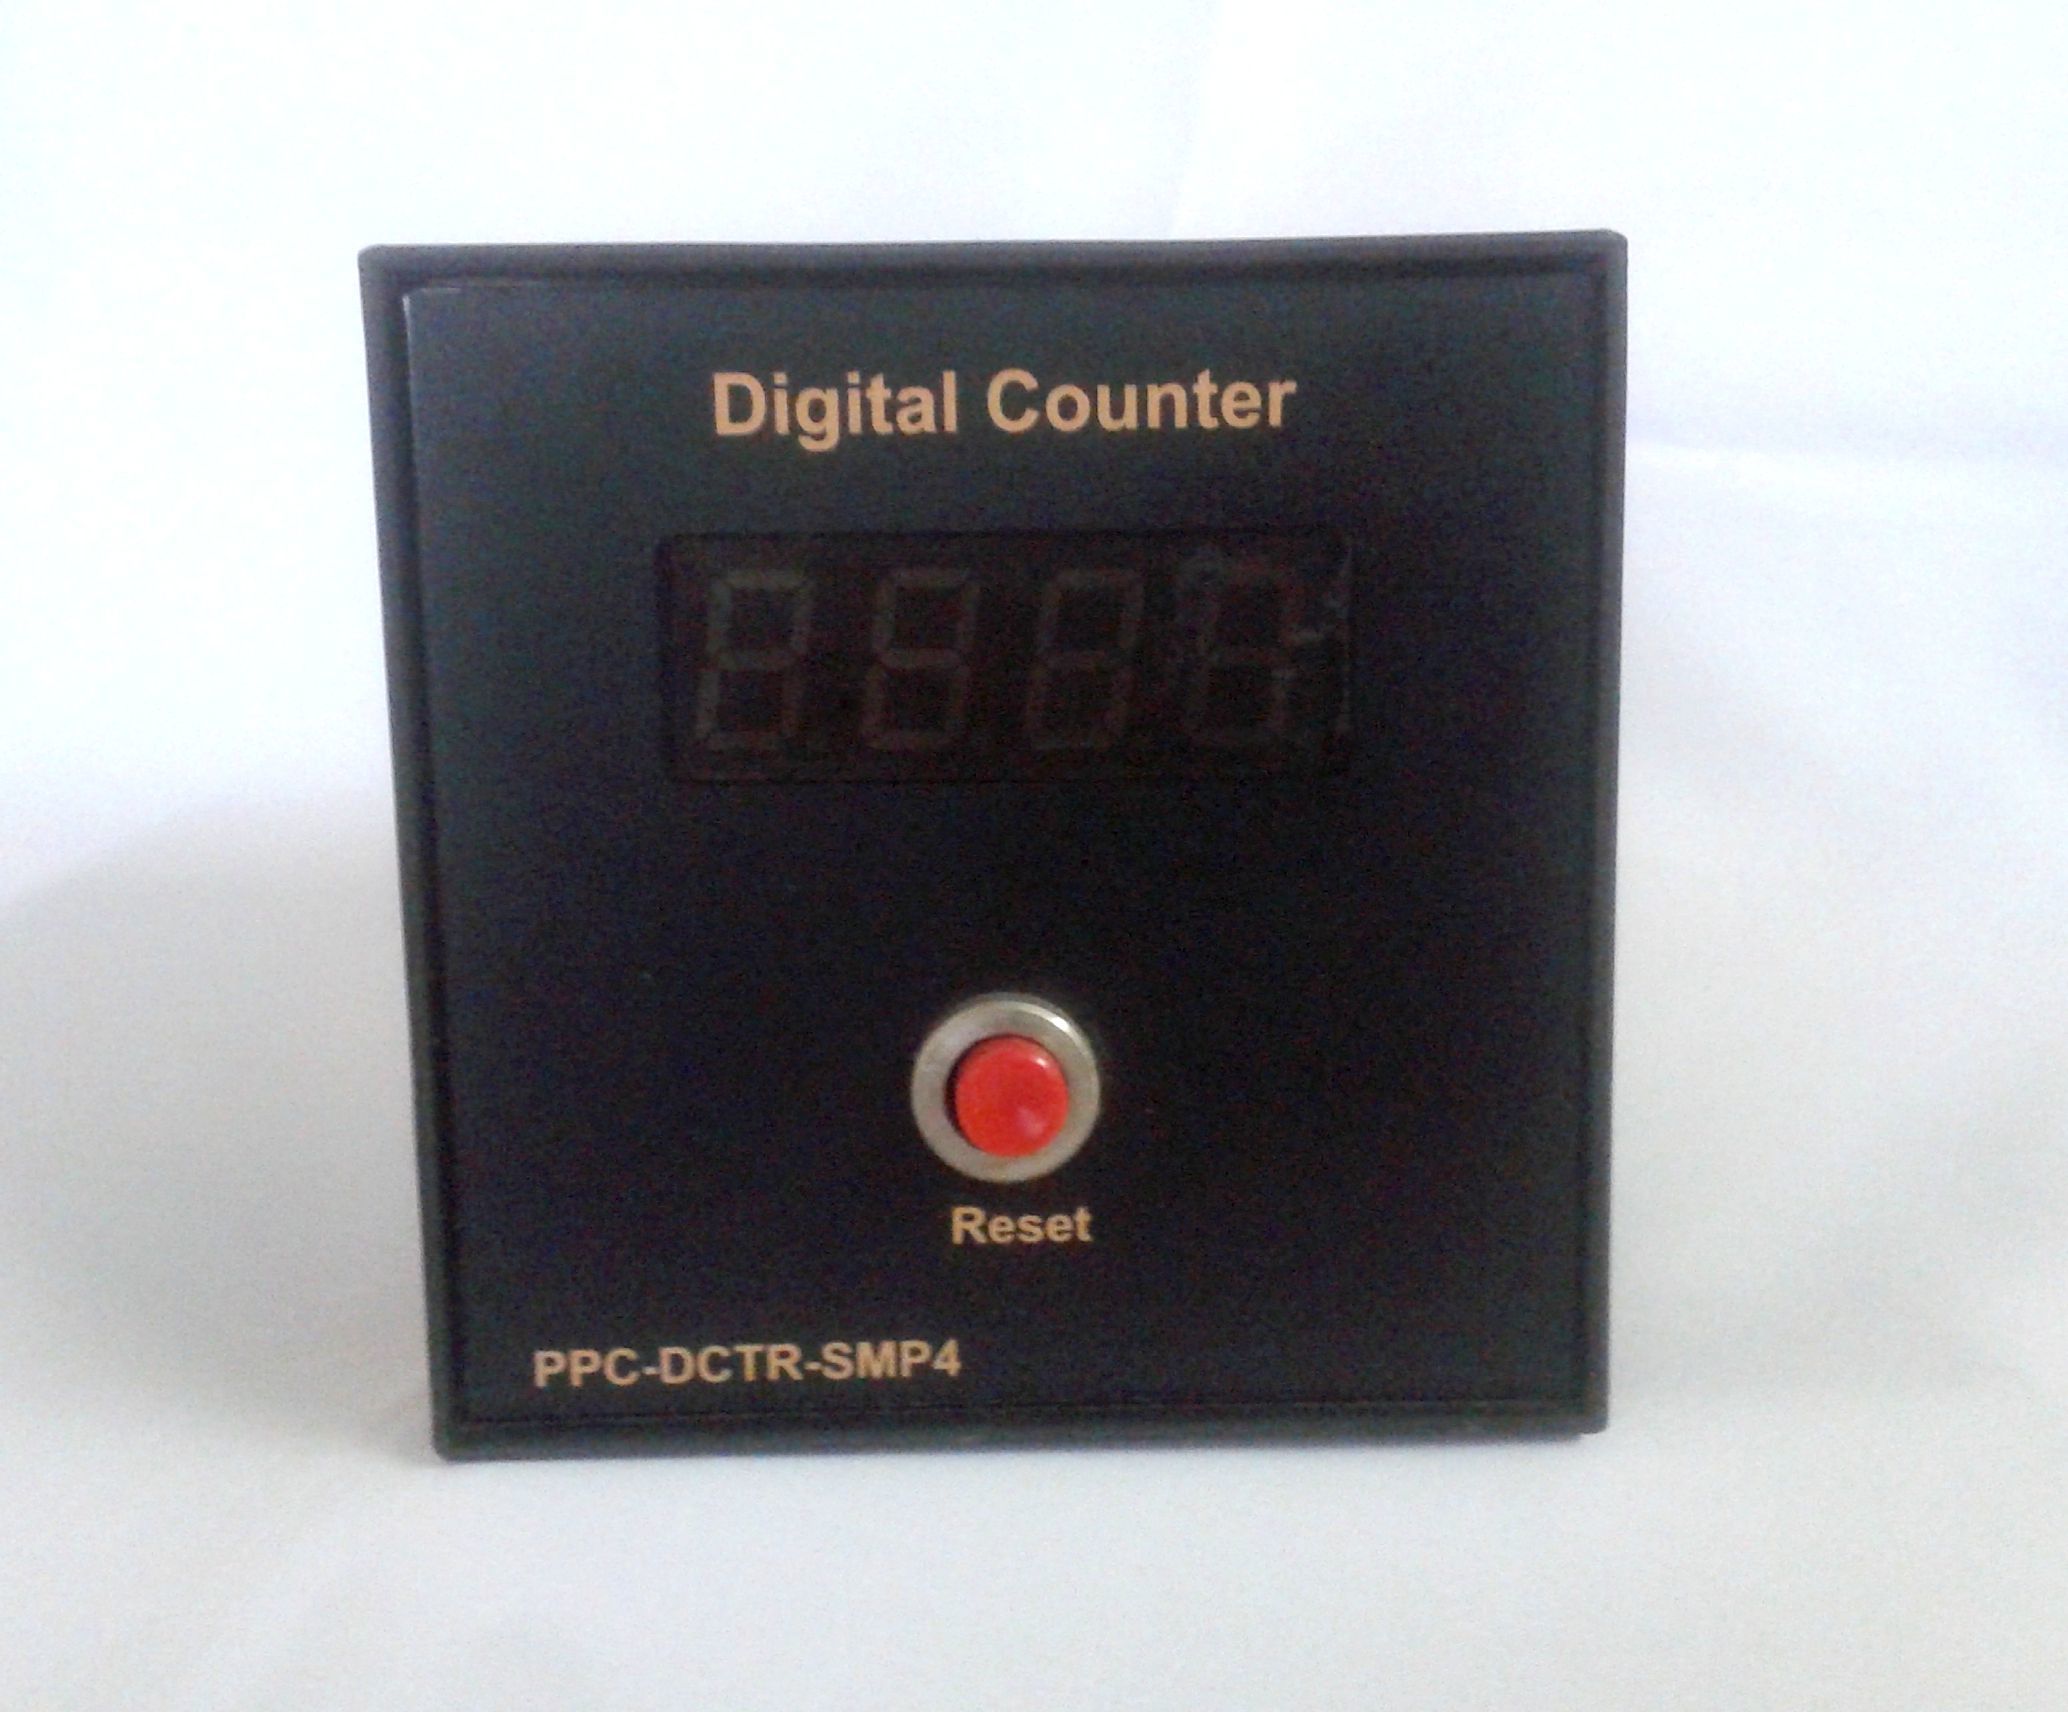 Digital Counter
Reset
PPC-DCTR-SMP4